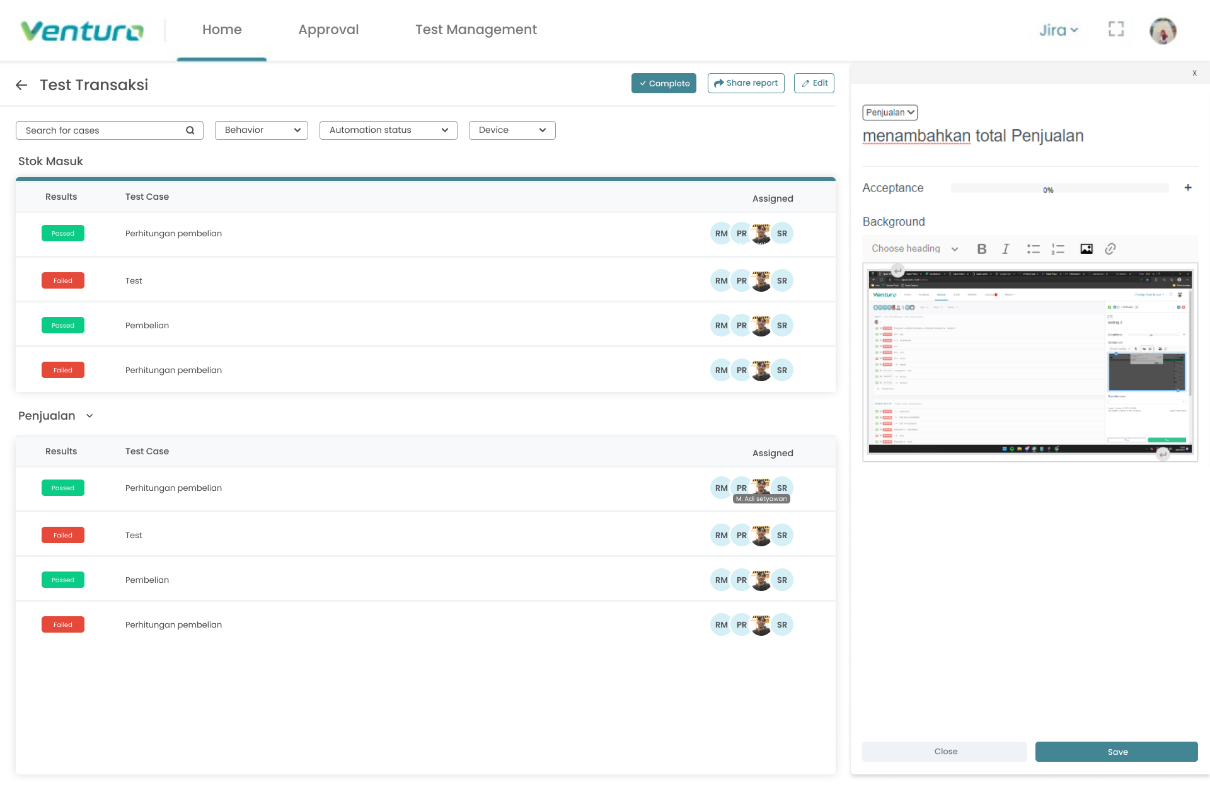 Venturo
Home
Approval
Test Management
Jira
Test Transaksi
Complete
Share report
Edit
x
Search for cases
Behavior
Automation status
Device
Stok Masuk
Results
Test Case
Assigned
Passed
Perhitungan pembelian
RM PR SR
Failed
Test
RM PR SR
Passed
Pembelian
RM PR SR
Failed
Perhitungan pembelian
RM PR SR
Penjualan
Results
Test Case
Assigned
Passed
Perhitungan pembelian
RM PR SR
M. Adi setyawan
Failed
Test
RM PR SR
Passed
Pembelian
RM PR SR
Failed
Perhitungan pembelian
RM PR SR
Penjualan
menambahkan total Penjualan
Acceptance
0%
+
Background
Choose heading
B I
Venturo
Close
Save